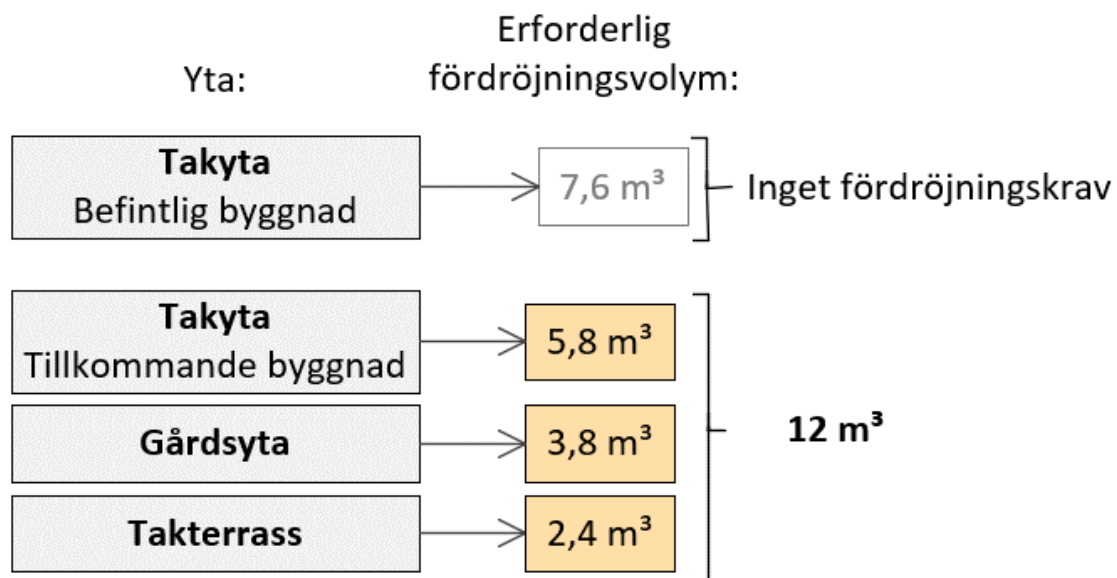 Yta:
Erforderlig
fördröjningsvolym:
Takyta
Befintlig byggnad
7,6 m³
Inget fördröjningskrav
Takyta
Tillkommande byggnad
5,8 m³
Gårdsyta
3,8 m³
12 m³
Takterrass
2,4 m³